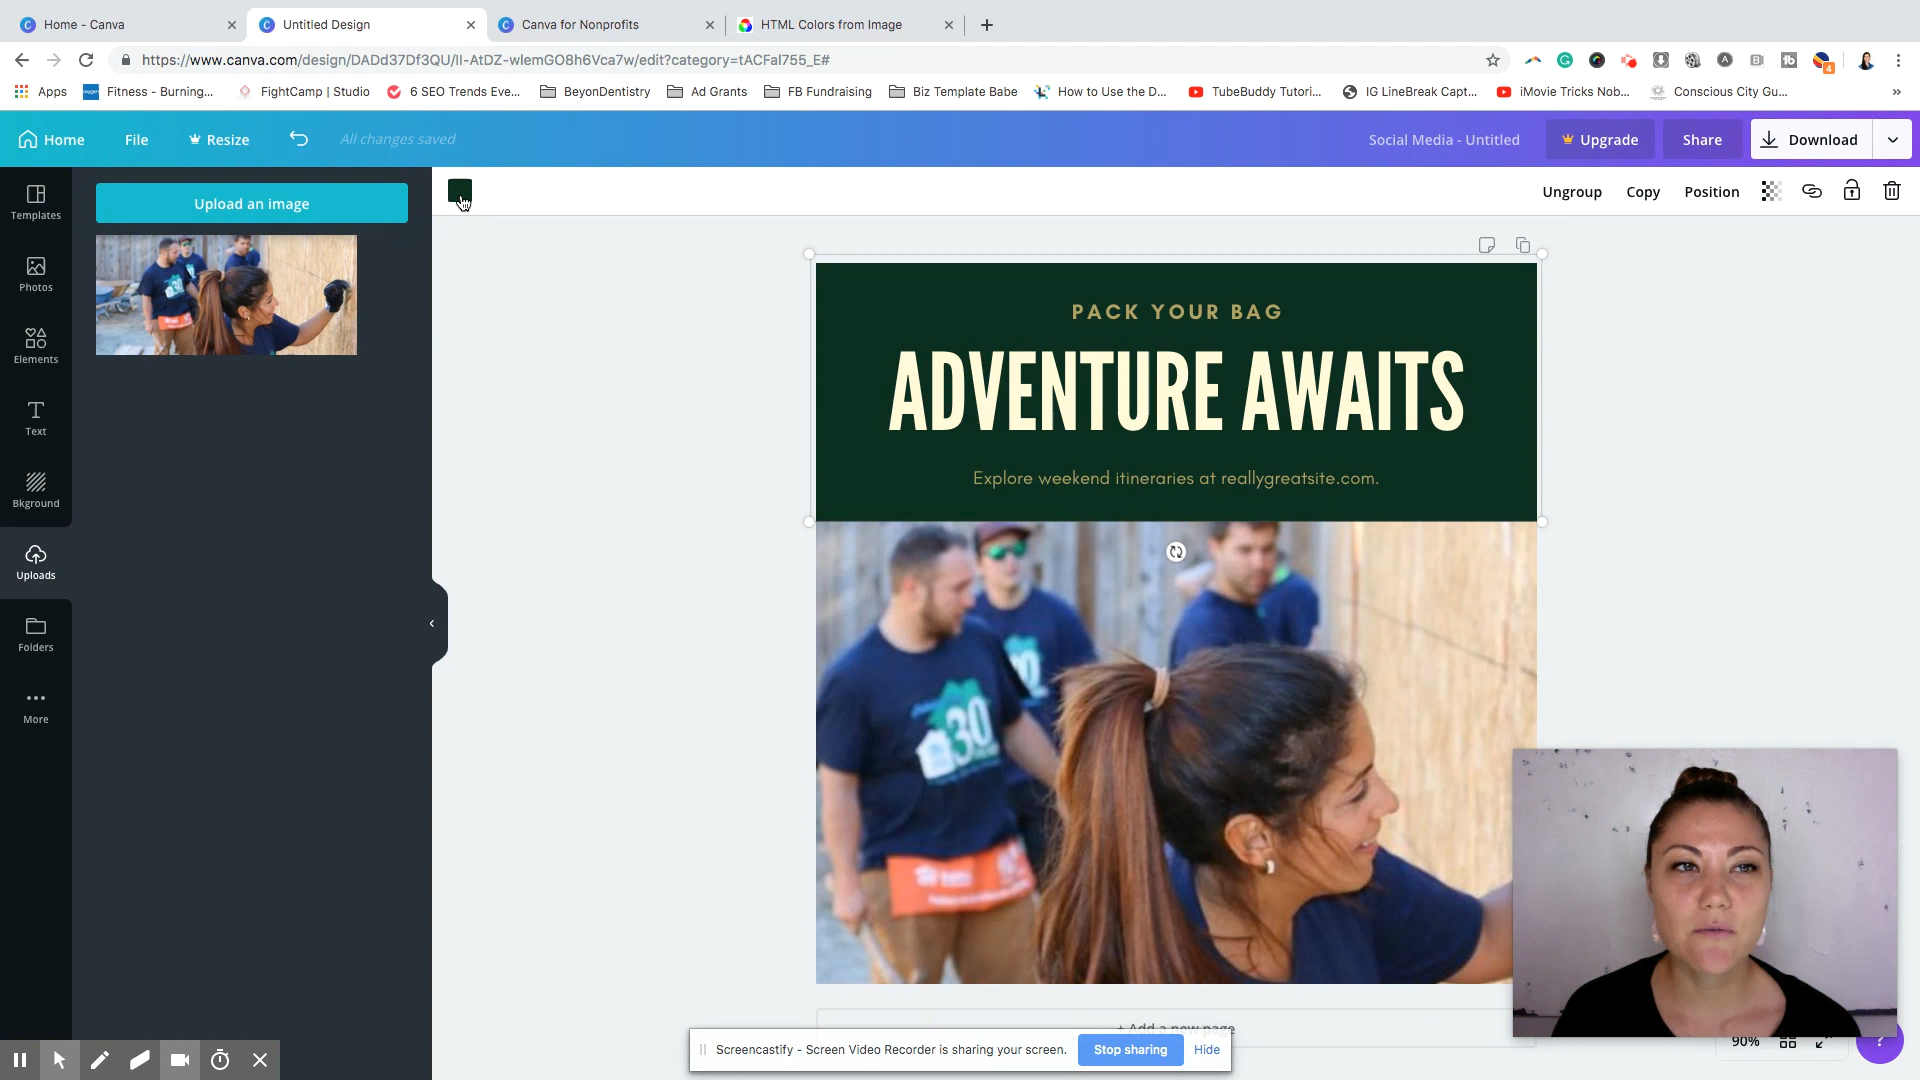 Home - Canva
Untitled Design
Canva for Nonprofits
HTML Colors from Image
https://www.canva.com/design/DADd37Df3QU/Il-AtDZ-wlemGO8h6Vca7w/edit?category=tACFal755_E#
4
Apps
Fitness - Burning...
FightCamp | Studio
6 SEO Trends Eve...
BeyonDentistry
Ad Grants
FB Fundraising
Biz Template Babe
How to Use the D...
TubeBuddy Tutori...
IG LineBreak Capt...
iMovie Tricks Nob...
Conscious City Gu...
»
Home
File
Resize
All changes saved
Social Media - Untitled
Upgrade
Share
Download
Templates
Photos
Elements
Text
Bkground
Uploads
Folders
More
Upload an image
Ungroup
Copy
Position
PACK YOUR BAG
ADVENTURE AWAITS
Explore weekend itineraries at reallygreatsite.com.
30
+ Add a new page
Screencastify - Screen Video Recorder is sharing your screen.
Stop sharing
Hide
90%
?